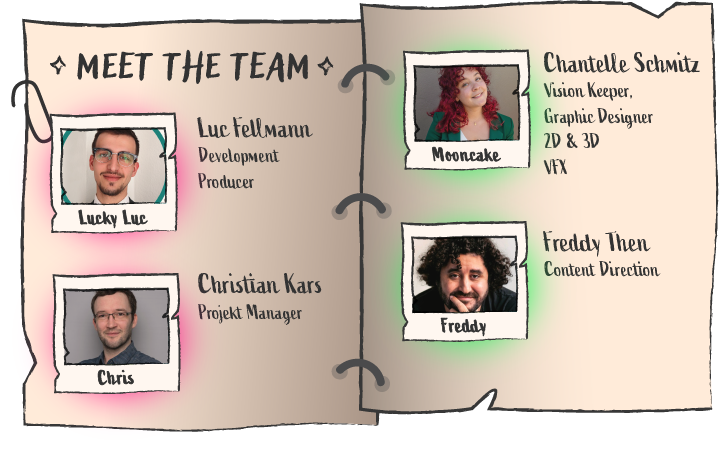 MEET THE TEAM
Luc Fellmann
Development
Producer
Lucky Luc
Christian Kars
Projekt Manager
Chris
Chantelle Schmitz
Vision Keeper,
Graphic Designer
2D & 3D
VFX
Mooncake
Freddy Then
Content Direction
Freddy